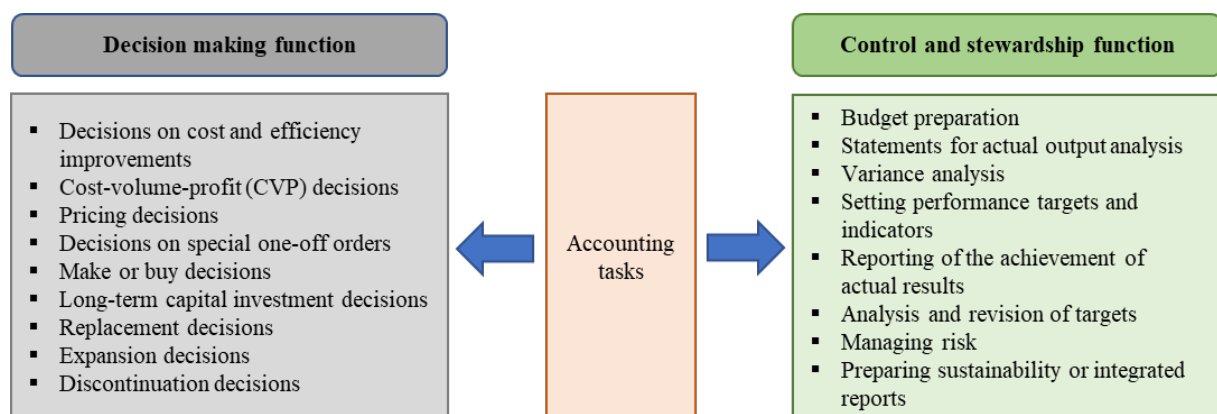 Decision making function
▪ Decisions on cost and efficiency
improvements
▪ Cost-volume-profit (CVP) decisions
▪ Pricing decisions
▪ Decisions on special one-off orders
▪ Make or buy decisions
▪ Long-term capital investment decisions
▪ Replacement decisions
▪ Expansion decisions
▪ Discontinuation decisions
Accounting
tasks
Control and stewardship function
▪ Budget preparation
▪ Statements for actual output analysis
▪ Variance analysis
▪ Setting performance targets and
indicators
▪ Reporting of the achievement of
actual results
▪ Analysis and revision of targets
▪ Managing risk
▪ Preparing sustainability or integrated
reports